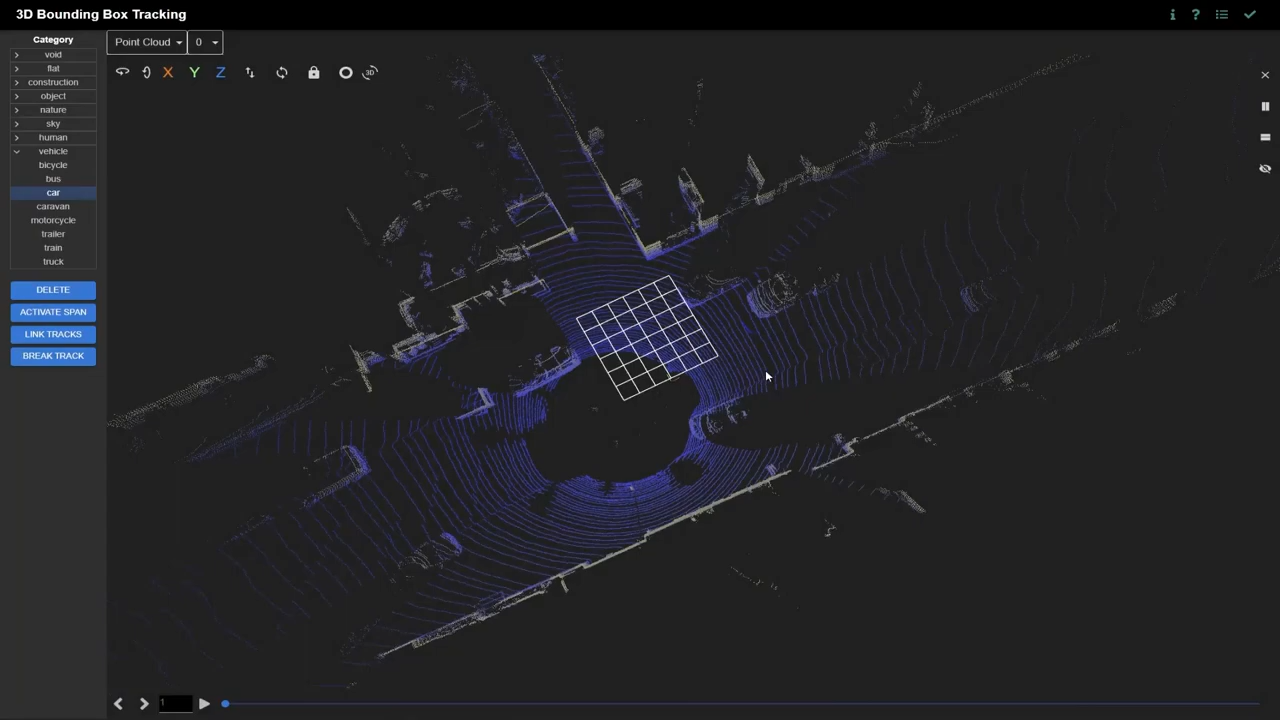 3D Bounding Box Tracking
Category
void
flat
construction
object
nature
sky
human
vehicle
bicycle
bus
car
caravan
motorcycle
trailer
train
truck
DELETE
ACTIVATE SPAN
LINK TRACKS
BREAK TRACK
Point Cloud 0
X Y Z 3D
1